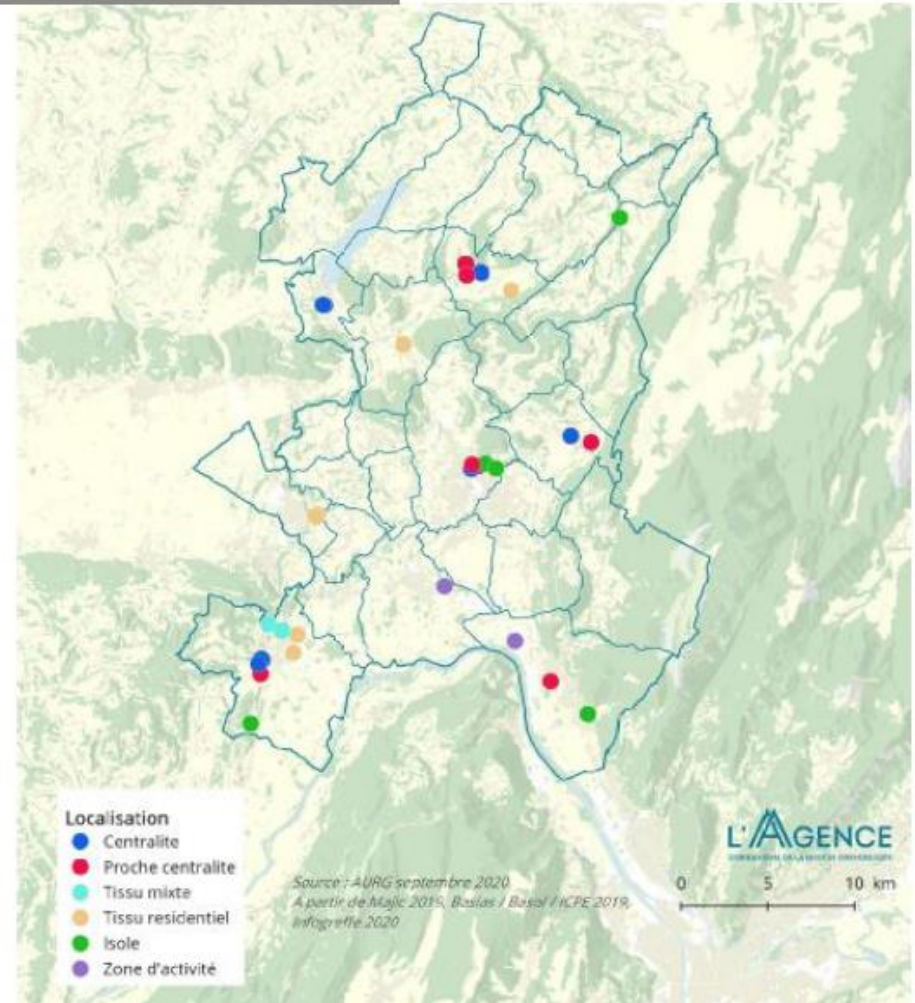 Localisation
Centralite
Proche centralite
Tissu mixte
Tissu residentiel
Isole
Zone d'activité
Source : AURG septembre 2020
A partir de Majic 2019, Basias / Basol / ICPE 2019,
Infogreffe 2020
L'AGENCE
0 5 10 km